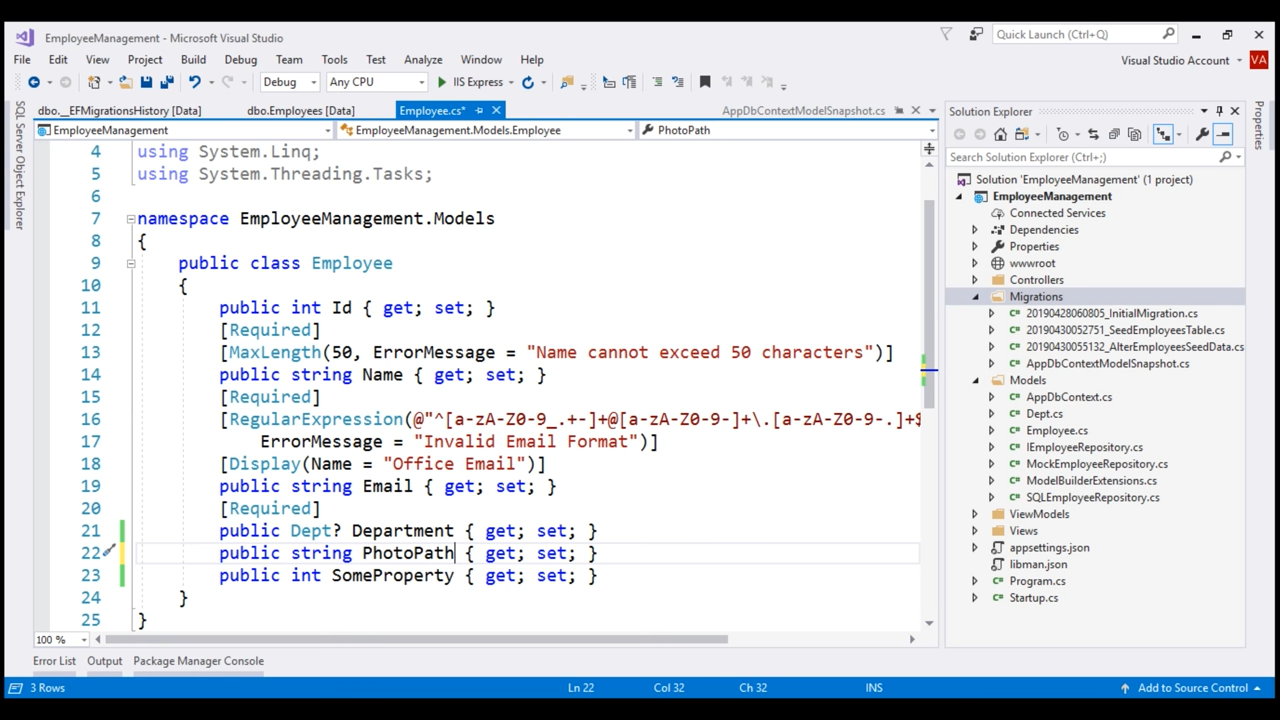 EmployeeManagement - Microsoft Visual Studio
Quick Launch (Ctrl+Q)
File Edit View Project Build Debug Team Tools Test Analyze Window Help
Visual Studio Account VA
Debug Any CPU IIS Express
SQL Server Object Explorer
dbo.__EFMigrationsHistory [Data] dbo.Employees [Data] Employee.cs* AppDbContextModelSnapshot.cs
EmployeeManagement EmployeeManagement.Models.Employee PhotoPath
4 using System.Linq;
5 using System.Threading.Tasks;
6
7 namespace EmployeeManagement.Models
8 {
9 public class Employee
10 {
11 public int Id { get; set; }
12 [Required]
13 [MaxLength(50, ErrorMessage = "Name cannot exceed 50 characters")]
14 public string Name { get; set; }
15 [Required]
16 [RegularExpression(@"^[a-zA-Z0-9_.+-]+@[a-zA-Z0-9-]+\.[a-zA-Z0-9-.]+$
17 ErrorMessage = "Invalid Email Format")]
18 [Display(Name = "Office Email")]
19 public string Email { get; set; }
20 [Required]
21 public Dept? Department { get; set; }
22 public string PhotoPath { get; set; }
23 public int SomeProperty { get; set; }
24 }
25 }
100 %
Solution Explorer
Search Solution Explorer (Ctrl+;)
Solution 'EmployeeManagement' (1 project)
EmployeeManagement
Connected Services
Dependencies
Properties
wwwroot
Controllers
Migrations
20190428060805_InitialMigration.cs
20190430052751_SeedEmployeesTable.cs
20190430055132_AlterEmployeesSeedData.cs
AppDbContextModelSnapshot.cs
Models
AppDbContext.cs
Dept.cs
Employee.cs
IEmployeeRepository.cs
MockEmployeeRepository.cs
ModelBuilderExtensions.cs
SQLEmployeeRepository.cs
ViewModels
Views
appsettings.json
libman.json
Program.cs
Startup.cs
Properties
Error List Output Package Manager Console
3 Rows Ln 22 Col 32 Ch 32 INS Add to Source Control